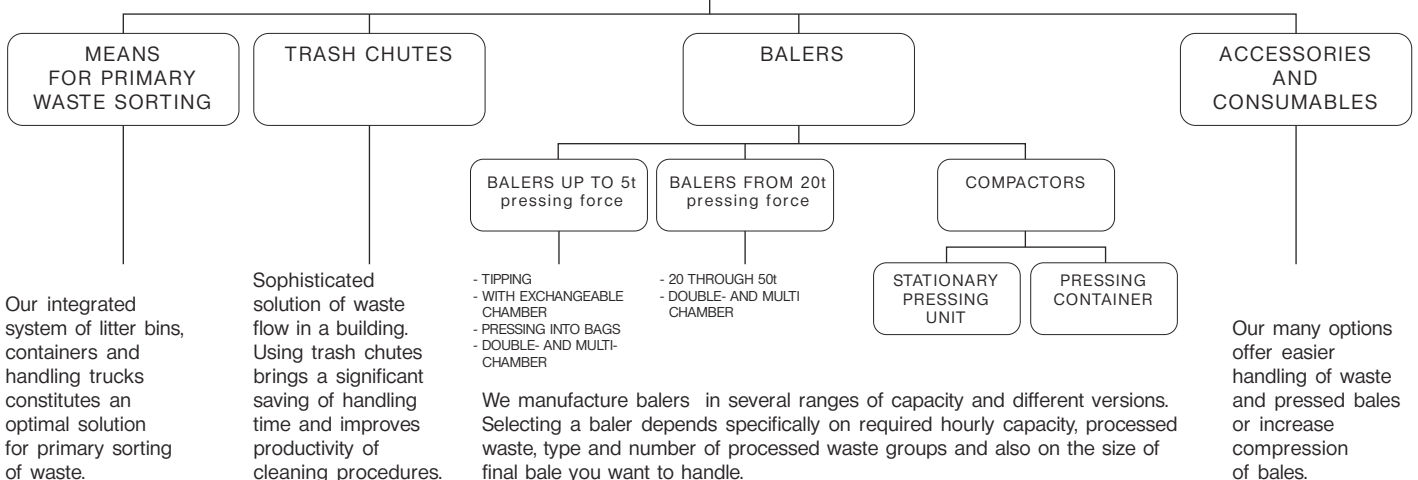 MEANS
FOR PRIMARY
WASTE SORTING
TRASH CHUTES
BALERS
ACCESSORIES
AND
CONSUMABLES
BALERS UP TO 5t
pressing force
BALERS FROM 20t
pressing force
COMPACTORS
STATIONARY
PRESSING
UNIT
PRESSING
CONTAINER
Our integrated
system of litter bins,
containers and
handling trucks
constitutes an
optimal solution
for primary sorting
of waste.
Sophisticated
solution of waste
flow in a building.
Using trash chutes
brings a significant
saving of handling
time and improves
productivity of
cleaning procedures.
- TIPPING
- WITH EXCHANGEABLE
CHAMBER
- PRESSING INTO BAGS
- DOUBLE- AND MULTI-
CHAMBER
- 20 THROUGH 50t
- DOUBLE- AND MULTI
CHAMBER
We manufacture balers in several ranges of capacity and different versions.
Selecting a baler depends specifically on required hourly capacity, processed
waste, type and number of processed waste groups and also on the size of
final bale you want to handle.
Our many options
offer easier
handling of waste
and pressed bales
or increase
compression
of bales.